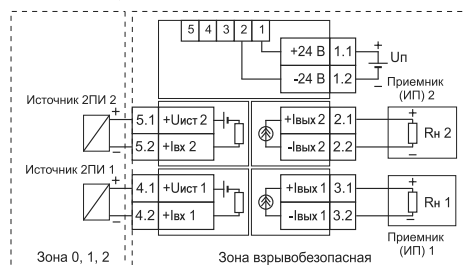 5 4 3 2 1
+24 В 1.1 +
Uп
-24 В 1.2 −
Приемник
(ИП) 2
Источник 2ПИ 2
+ 5.1 +Uист 2 +Iвых 2 2.1 +
Rн 2
− 5.2 +Iвх 2 -Iвых 2 2.2 −
Источник 2ПИ 1
+ 4.1 +Uист 1 +Iвых 1 3.1 +
Rн 1
− 4.2 +Iвх 1 -Iвых 1 3.2 −
Приемник
(ИП) 1
Зона 0, 1, 2 Зона взрывобезопасная